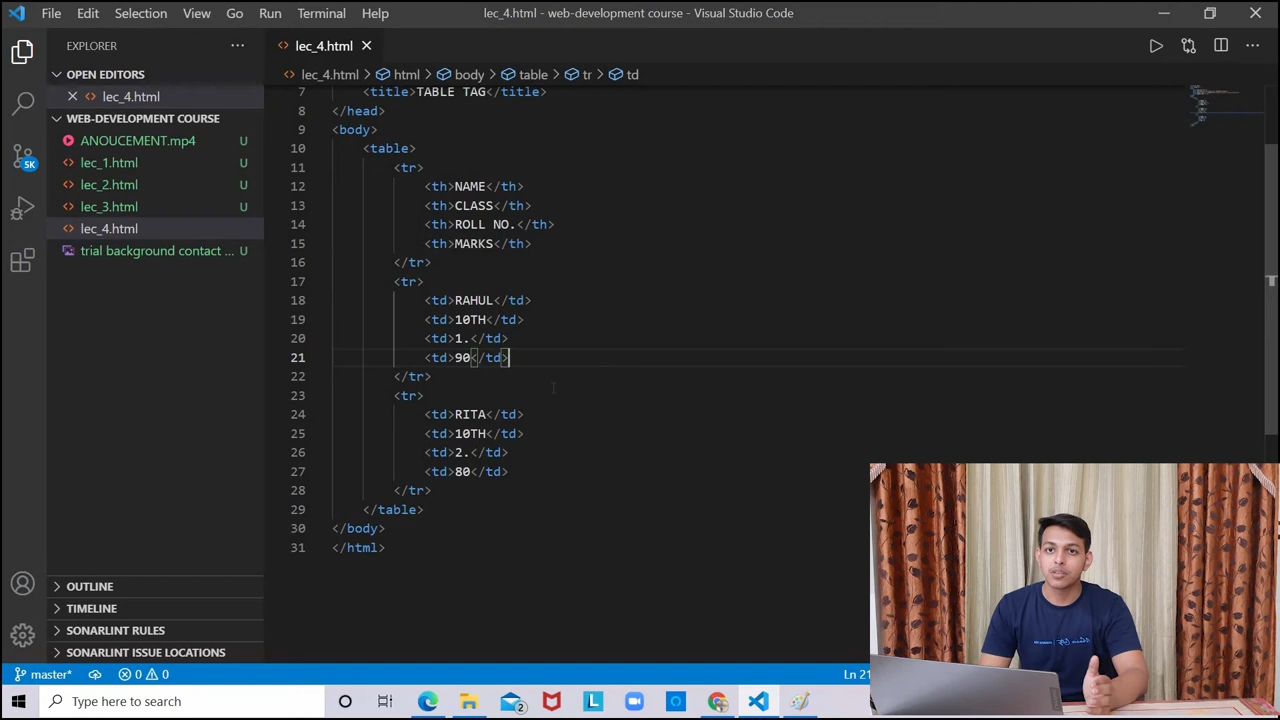 File Edit Selection View Go Run Terminal Help
lec_4.html - web-development course - Visual Studio Code
EXPLORER
OPEN EDITORS
lec_4.html
WEB-DEVELOPMENT COURSE
ANOUCEMENT.mp4 U
lec_1.html U
lec_2.html U
lec_3.html U
lec_4.html
trial background contact ... U
OUTLINE
TIMELINE
SONARLINT RULES
SONARLINT ISSUE LOCATIONS
5K
lec_4.html
lec_4.html > html > body > table > tr > td
7 <title>TABLE TAG</title>
8 </head>
9 <body>
10 <table>
11 <tr>
12 <th>NAME</th>
13 <th>CLASS</th>
14 <th>ROLL NO.</th>
15 <th>MARKS</th>
16 </tr>
17 <tr>
18 <td>RAHUL</td>
19 <td>10TH</td>
20 <td>1.</td>
21 <td>90</td>
22 </tr>
23 <tr>
24 <td>RITA</td>
25 <td>10TH</td>
26 <td>2.</td>
27 <td>80</td>
28 </tr>
29 </table>
30 </body>
31 </html>
master* 0 0 Ln 21
Type here to search
2